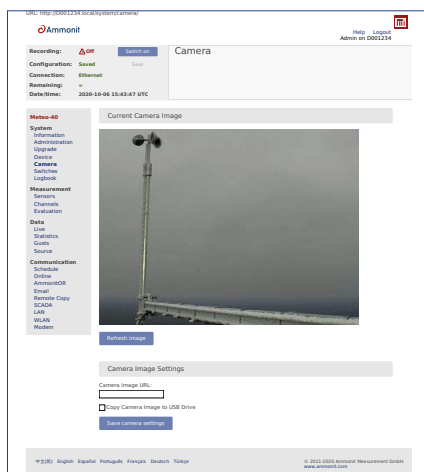 URL: http://D001234.local/system/camera/
Ammonit
m
Help Logout
Admin on D001234
Recording: Off Switch on
Configuration: Saved Save
Connection: Ethernet
Remaining: ∞
Date/time: 2020-10-06 15:43:47 UTC
Camera
Meteo-40
System
Information
Administration
Upgrade
Device
Camera
Switches
Logbook
Measurement
Sensors
Channels
Evaluation
Data
Live
Statistics
Gusts
Source
Communication
Schedule
Online
AmmonitOR
Email
Remote Copy
SCADA
LAN
WLAN
Modem
Current Camera Image
Refresh image
Camera Image Settings
Camera Image URL:
Copy Camera Image to USB Drive
Save camera settings
中文(简) English Español Português Français Deutsch Türkçe
© 2011-2020 Ammonit Measurement GmbH
www.ammonit.com